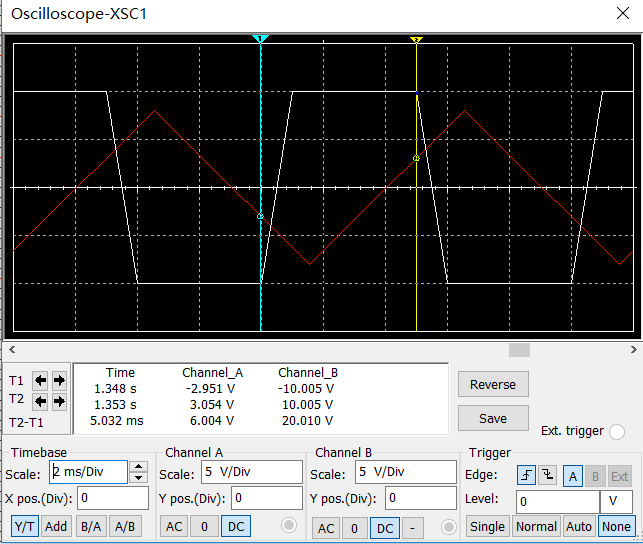 Oscilloscope-XSC1
1 2
Time Channel_A Channel_B
T1 1.348 s -2.951 V -10.005 V
T2 1.353 s 3.054 V 10.005 V
T2-T1 5.032 ms 6.004 V 20.010 V
Reverse
Save
Ext. trigger
Timebase Channel A Channel B Trigger
Scale: 2 ms/Div Scale: 5 V/Div Scale: 5 V/Div Edge: A B Ext
X pos.(Div): 0 Y pos.(Div): 0 Y pos.(Div): 0 Level: 0 V
Y/T Add B/A A/B AC 0 DC AC 0 DC - Single Normal Auto None